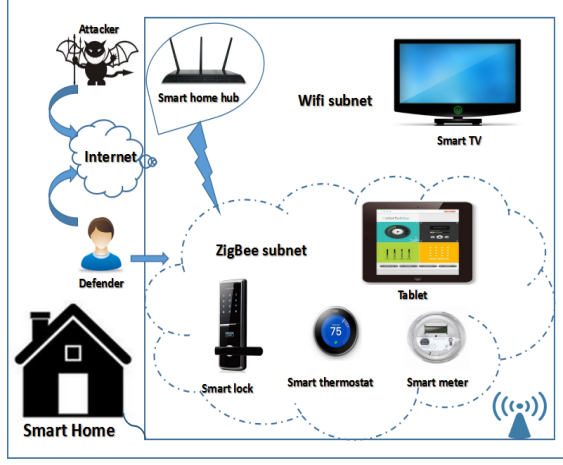 Attacker
Smart home hub
Wifi subnet
Smart TV
Internet
ZigBee subnet
Defender
Tablet
75
Smart lock
Smart thermostat
Smart meter
Smart Home